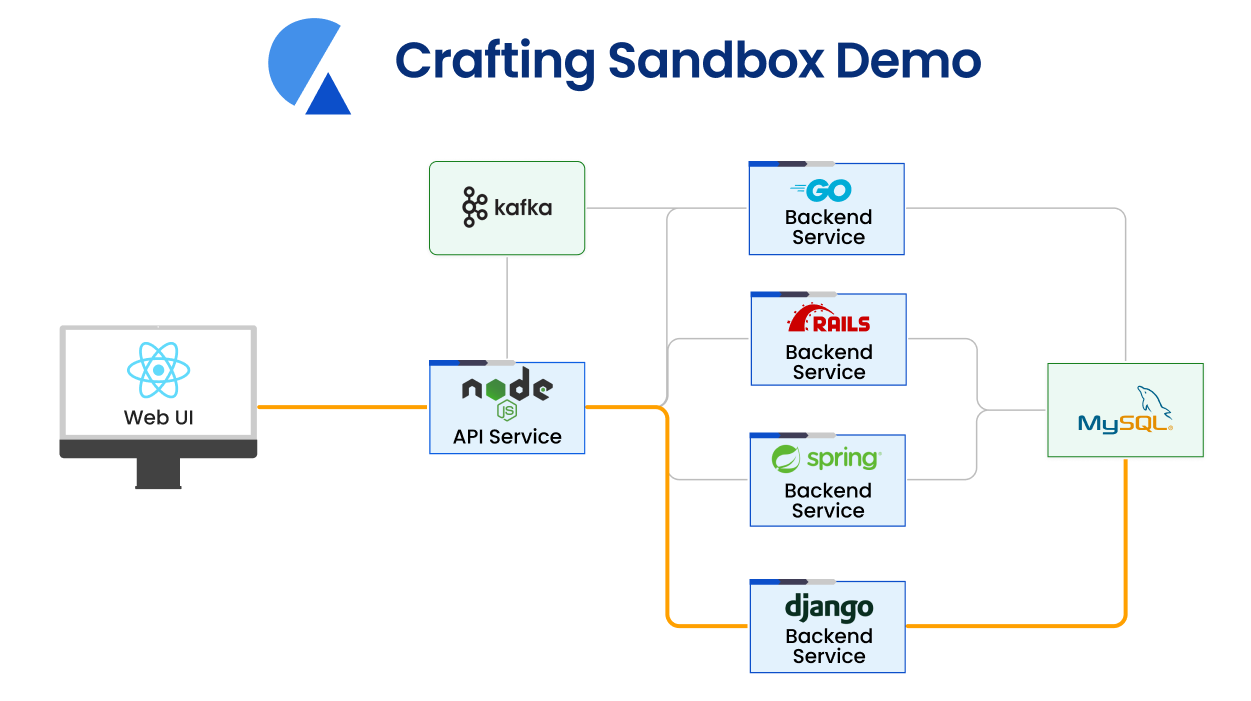 Crafting Sandbox Demo
kafka
GO
Backend
Service
RAILS
Backend
Service
Web UI
node
JS
API Service
spring
Backend
Service
MySQL®
django
Backend
Service